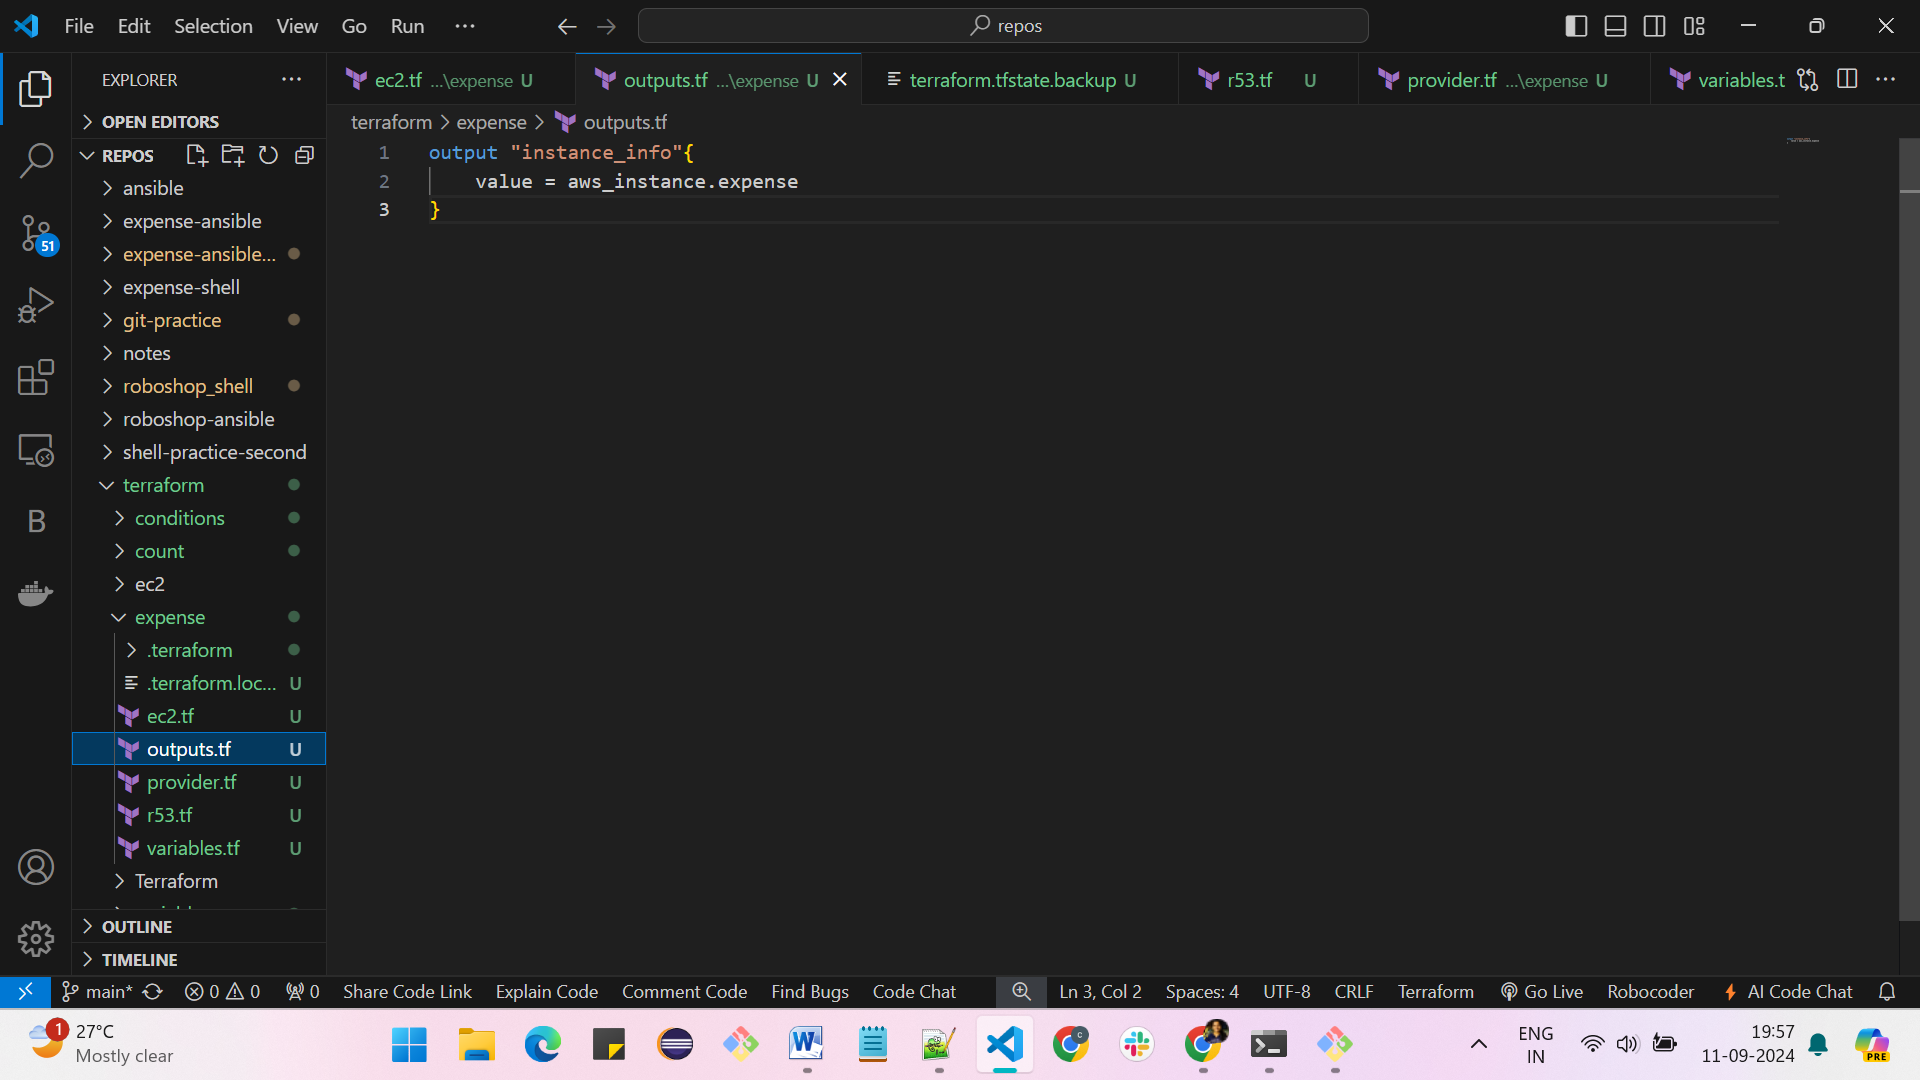 File Edit Selection View Go Run ···
repos
EXPLORER ···
OPEN EDITORS
REPOS
ansible
expense-ansible
expense-ansible...
expense-shell
git-practice
notes
roboshop_shell
roboshop-ansible
shell-practice-second
terraform
conditions
count
ec2
expense
.terraform
.terraform.loc... U
ec2.tf U
outputs.tf U
provider.tf U
r53.tf U
variables.tf U
Terraform
OUTLINE
TIMELINE
51
B
ec2.tf ...\expense U
outputs.tf ...\expense U
terraform.tfstate.backup U
r53.tf U
provider.tf ...\expense U
variables.t
···
terraform > expense > outputs.tf
1 output "instance_info"{
2 value = aws_instance.expense
3 }
main* 0 0 0 Share Code Link Explain Code Comment Code Find Bugs Code Chat Ln 3, Col 2 Spaces: 4 UTF-8 CRLF Terraform Go Live Robocoder AI Code Chat
1
27°C
Mostly clear
W
C
ENG
IN
19:57
11-09-2024
PRE